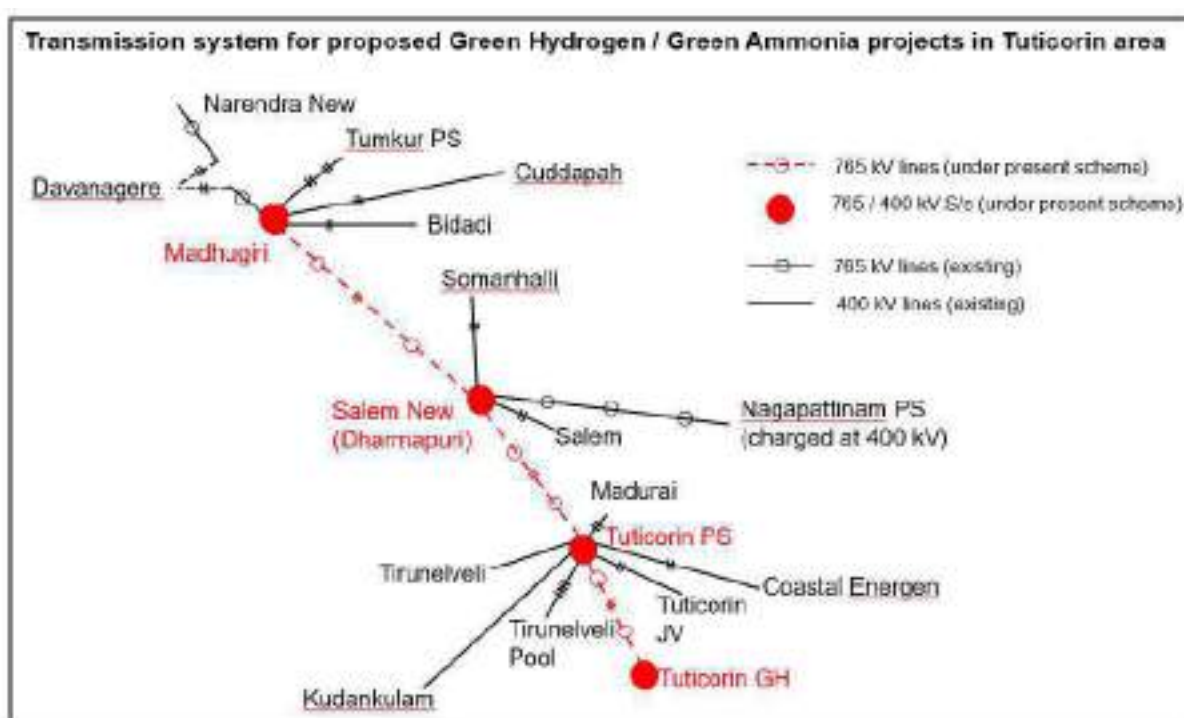 Transmission system for proposed Green Hydrogen / Green Ammonia projects in Tuticorin area
Narendra New
Tumkur PS
Cuddapah
Davanagere
Bidadi
Madhugiri
765 kV lines (under present scheme)
765 / 400 kV S/s (under present scheme)
765 kV lines (existing)
400 kV lines (existing)
Somanhalli
Salem New
(Dharmapuri)
Salem
Nagapattinam PS
(charged at 400 kV)
Madurai
Tuticorin PS
Tirunelveli
Coastal Energen
Tuticorin
JV
Tirunelveli
Pool
Kudankulam
Tuticorin GH